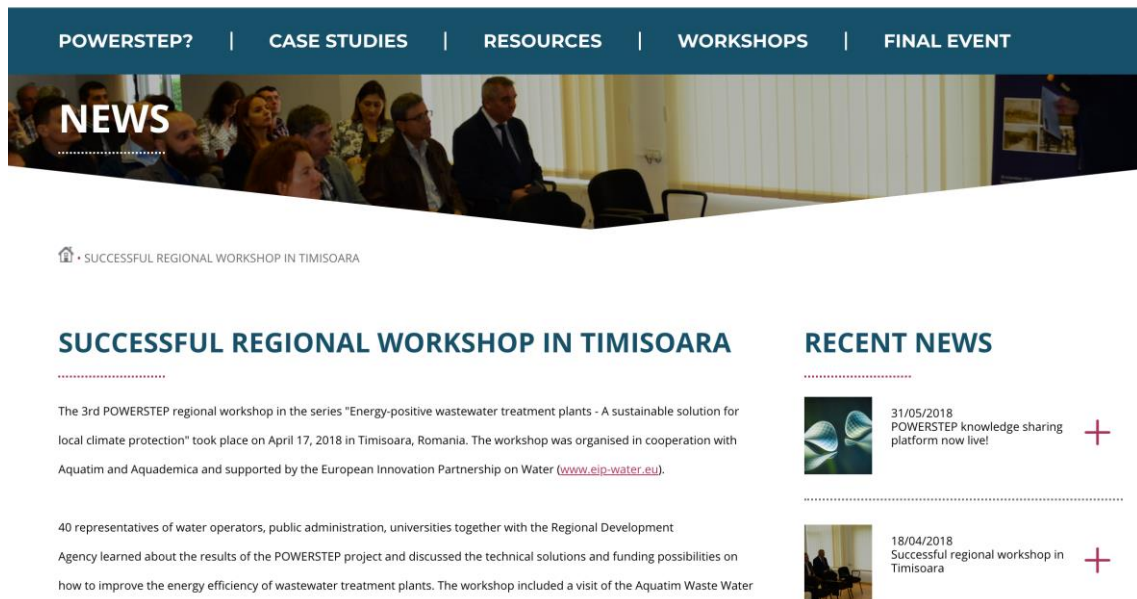 POWERSTEP? | CASE STUDIES | RESOURCES | WORKSHOPS | FINAL EVENT
NEWS
• SUCCESSFUL REGIONAL WORKSHOP IN TIMISOARA
SUCCESSFUL REGIONAL WORKSHOP IN TIMISOARA
The 3rd POWERSTEP regional workshop in the series "Energy-positive wastewater treatment plants - A sustainable solution for
local climate protection" took place on April 17, 2018 in Timisoara, Romania. The workshop was organised in cooperation with
Aquatim and Aquademica and supported by the European Innovation Partnership on Water (www.eip-water.eu).
40 representatives of water operators, public administration, universities together with the Regional Development
Agency learned about the results of the POWERSTEP project and discussed the technical solutions and funding possibilities on
how to improve the energy efficiency of wastewater treatment plants. The workshop included a visit of the Aquatim Waste Water
RECENT NEWS
31/05/2018
POWERSTEP knowledge sharing
platform now live!
18/04/2018
Successful regional workshop in
Timisoara